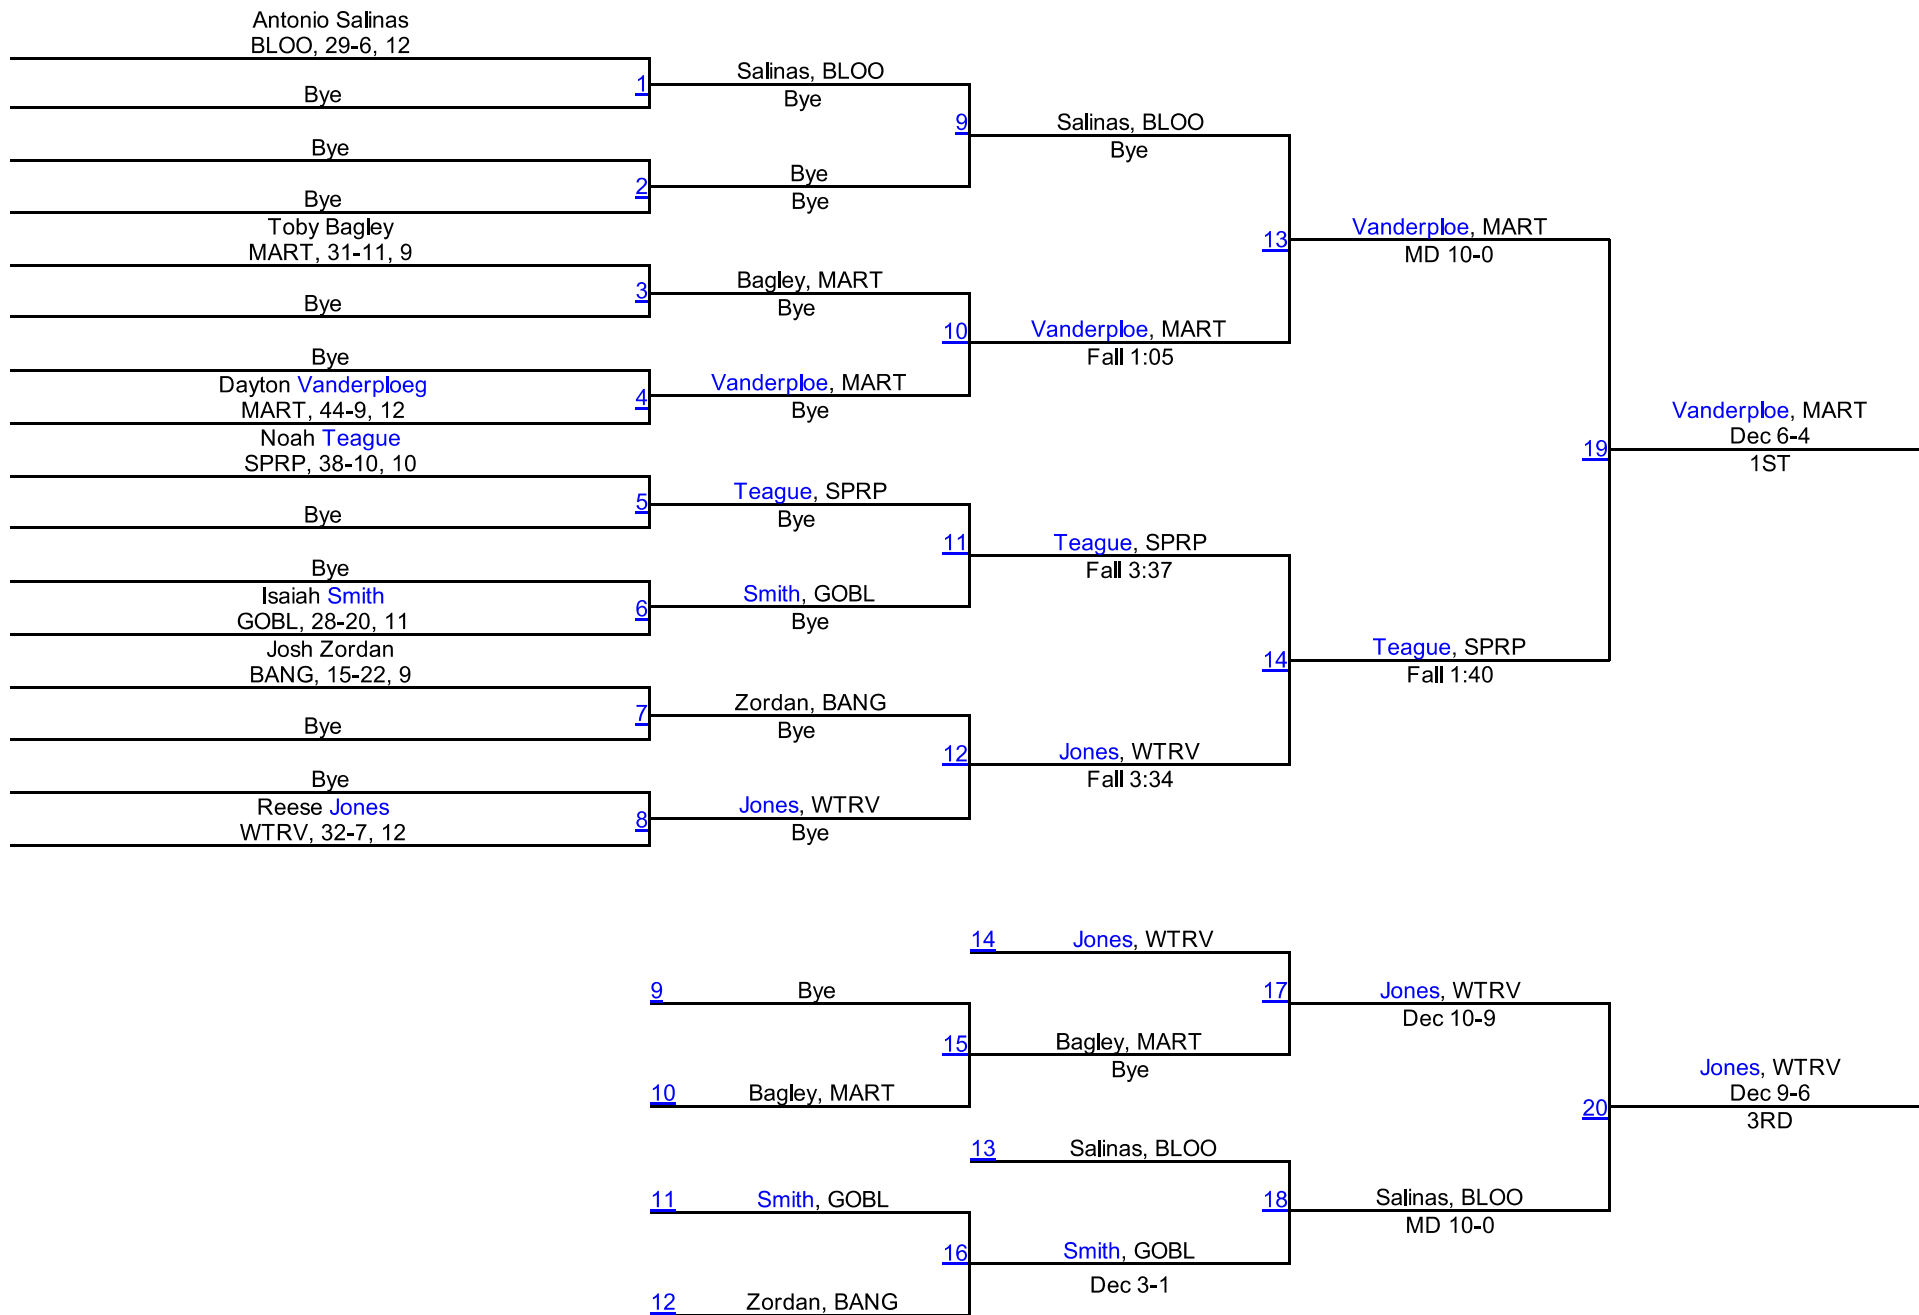 Antonio Salinas
BLOO, 29-6, 12
1
Bye
Salinas, BLOO
Bye
9
Salinas, BLOO
Bye
Bye
2
Bye
Bye
Bye
Toby Bagley
MART, 31-11, 9
3
Bye
Bagley, MART
Bye
13
Vanderploe, MART
MD 10-0
10
Vanderploe, MART
Fall 1:05
Bye
Dayton Vanderploeg
MART, 44-9, 12
4
Vanderploe, MART
Bye
Vanderploe, MART
Dec 6-4
1ST
19
Noah Teague
SPRP, 38-10, 10
5
Bye
Teague, SPRP
Bye
11
Teague, SPRP
Fall 3:37
Bye
Isaiah Smith
GOBL, 28-20, 11
6
Smith, GOBL
Bye
14
Teague, SPRP
Fall 1:40
Josh Zordan
BANG, 15-22, 9
7
Bye
Zordan, BANG
Bye
12
Jones, WTRV
Fall 3:34
Bye
Reese Jones
WTRV, 32-7, 12
8
Jones, WTRV
Bye
14
Jones, WTRV
9
Bye
17
Jones, WTRV
Dec 10-9
15
Bagley, MART
Bye
10
Bagley, MART
Jones, WTRV
Dec 9-6
3RD
20
13
Salinas, BLOO
11
Smith, GOBL
18
Salinas, BLOO
MD 10-0
16
Smith, GOBL
Dec 3-1
12
Zordan, BANG